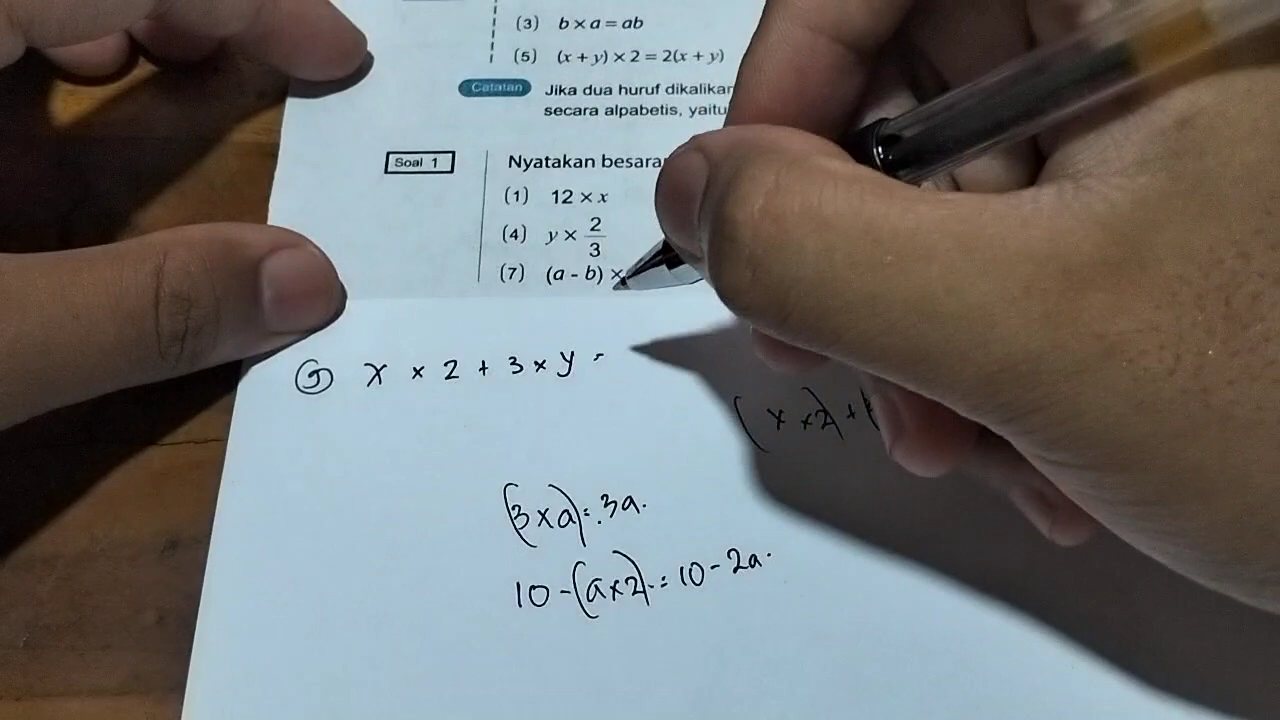 (3) b × a = ab
(5) (x + y) × 2 = 2(x + y)
Catatan Jika dua huruf dikalikan
secara alpabetis, yaitu
Soal 1 Nyatakan besaran
(1) 12 × x
(4) y × 2/3
(7) (a - b) ×
x × 2 + 3 × y =
(x × 2) + (
(3 × a) = 3a.
10 - (a × 2) = 10 - 2a.